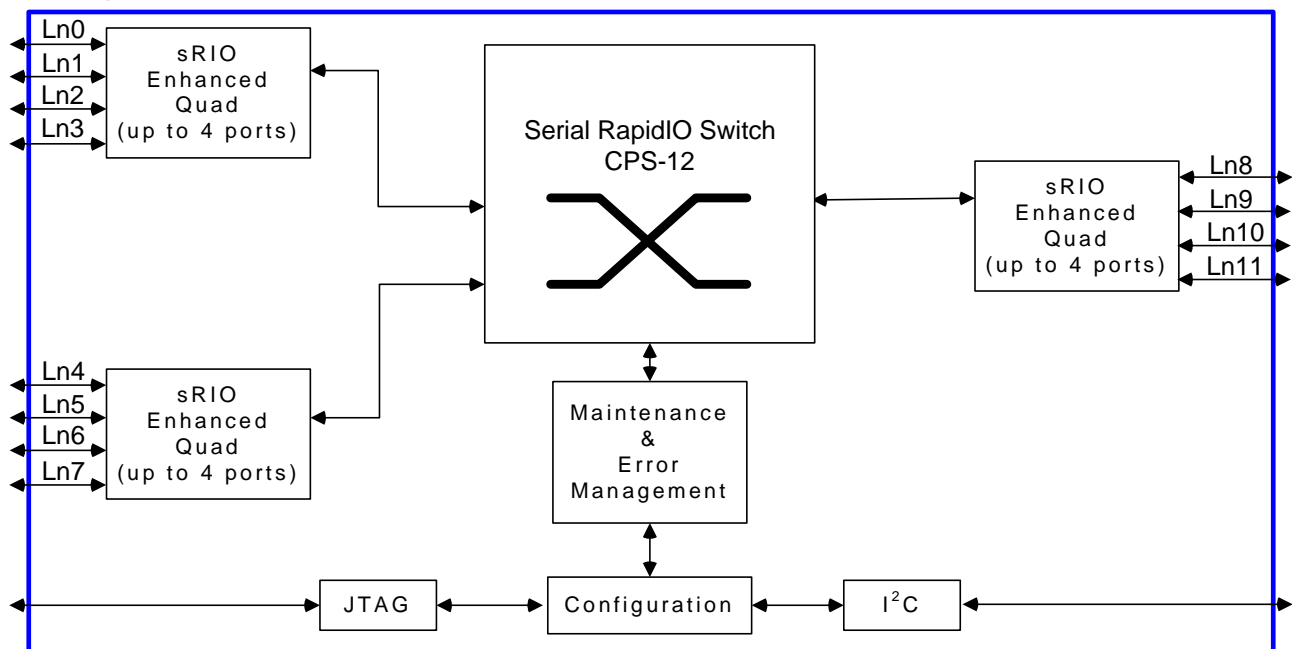 Ln0
Ln1
Ln2
Ln3
sRIO
Enhanced
Quad
(up to 4 ports)
Serial RapidIO Switch
CPS-12
sRIO
Enhanced
Quad
(up to 4 ports)
Ln8
Ln9
Ln10
Ln11
Ln4
Ln5
Ln6
Ln7
sRIO
Enhanced
Quad
(up to 4 ports)
Maintenance
&
Error
Management
JTAG
Configuration
I²C